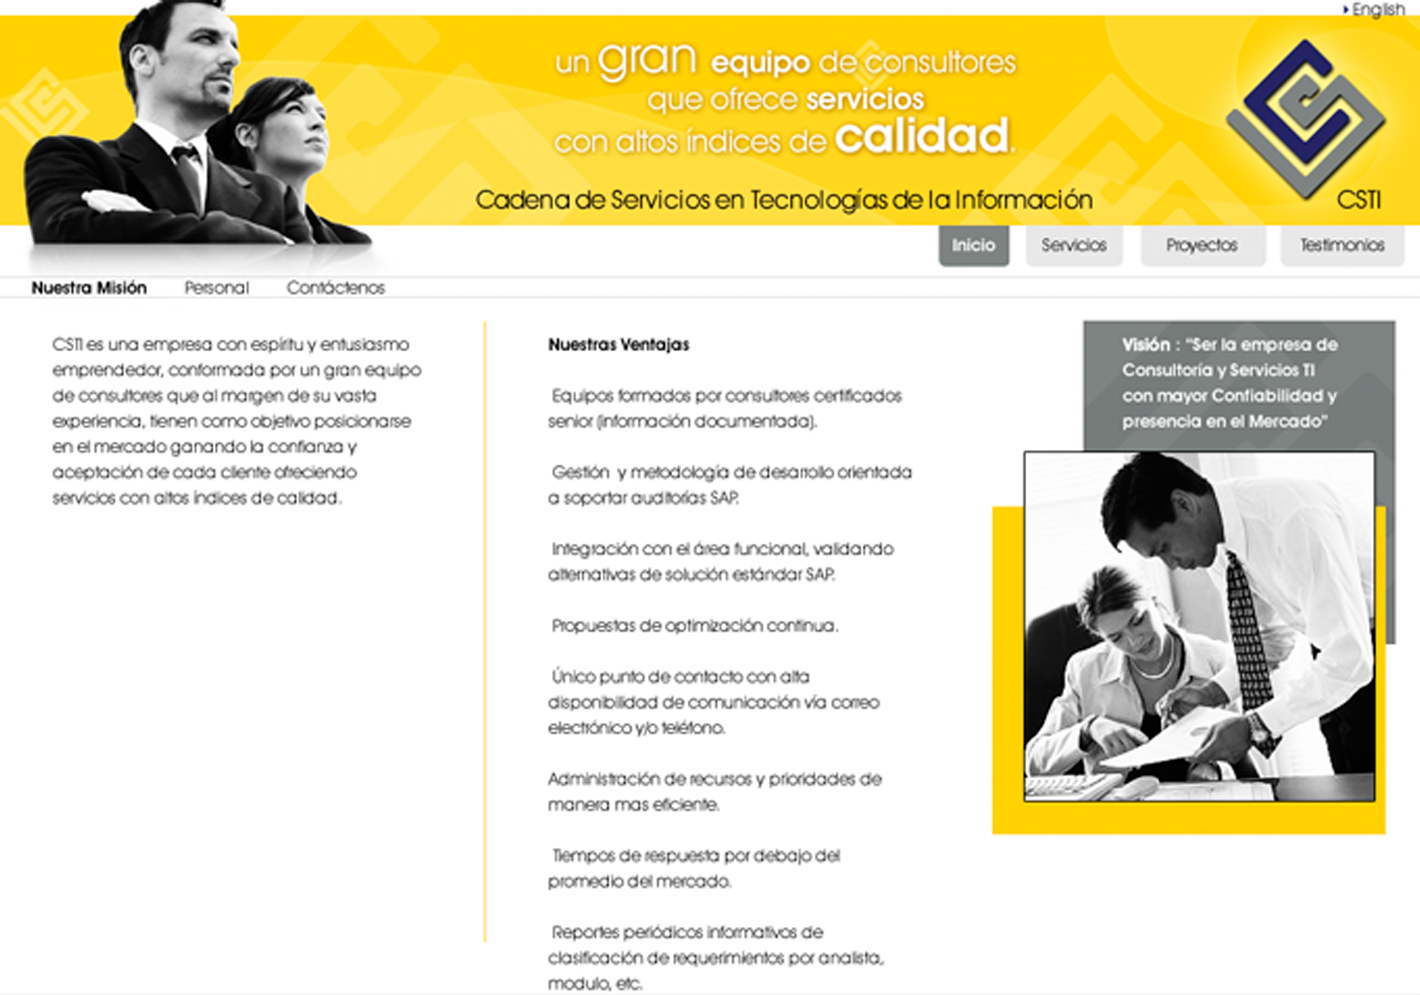 English
un gran equipo de consultores
que ofrece servicios
con altos índices de calidad.
Cadena de Servicios en Tecnologías de la Información
CSTI
Inicio
Servicios
Proyectos
Testimonios
Nuestra Misión
Personal
Contáctenos
CSTI es una empresa con espíritu y entusiasmo
emprendedor, conformada por un gran equipo
de consultores que al margen de su vasta
experiencia, tienen como objetivo posicionarse
en el mercado ganando la confianza y
aceptación de cada cliente ofreciendo
servicios con altos índices de calidad.
Nuestras Ventajas
Equipos formados por consultores certificados
senior (información documentada).
Gestión y metodología de desarrollo orientada
a soportar auditorías SAP.
Integración con el área funcional, validando
alternativas de solución estándar SAP.
Propuestas de optimización continua.
Único punto de contacto con alta
disponibilidad de comunicación vía correo
electrónico y/o teléfono.
Administración de recursos y prioridades de
manera mas eficiente.
Tiempos de respuesta por debajo del
promedio del mercado.
Reportes periódicos informativos de
clasificación de requerimientos por analista,
modulo, etc.
Visión : "Ser la empresa de
Consultoría y Servicios TI
con mayor Confiabilidad y
presencia en el Mercado"